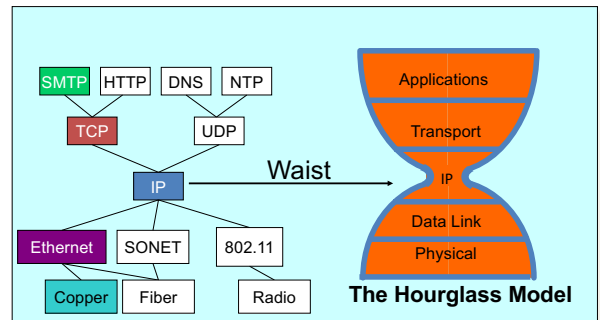 SMTP HTTP DNS NTP
TCP UDP
IP
Ethernet SONET 802.11
Copper Fiber Radio
Waist
Applications
Transport
IP
Data Link
Physical
The Hourglass Model